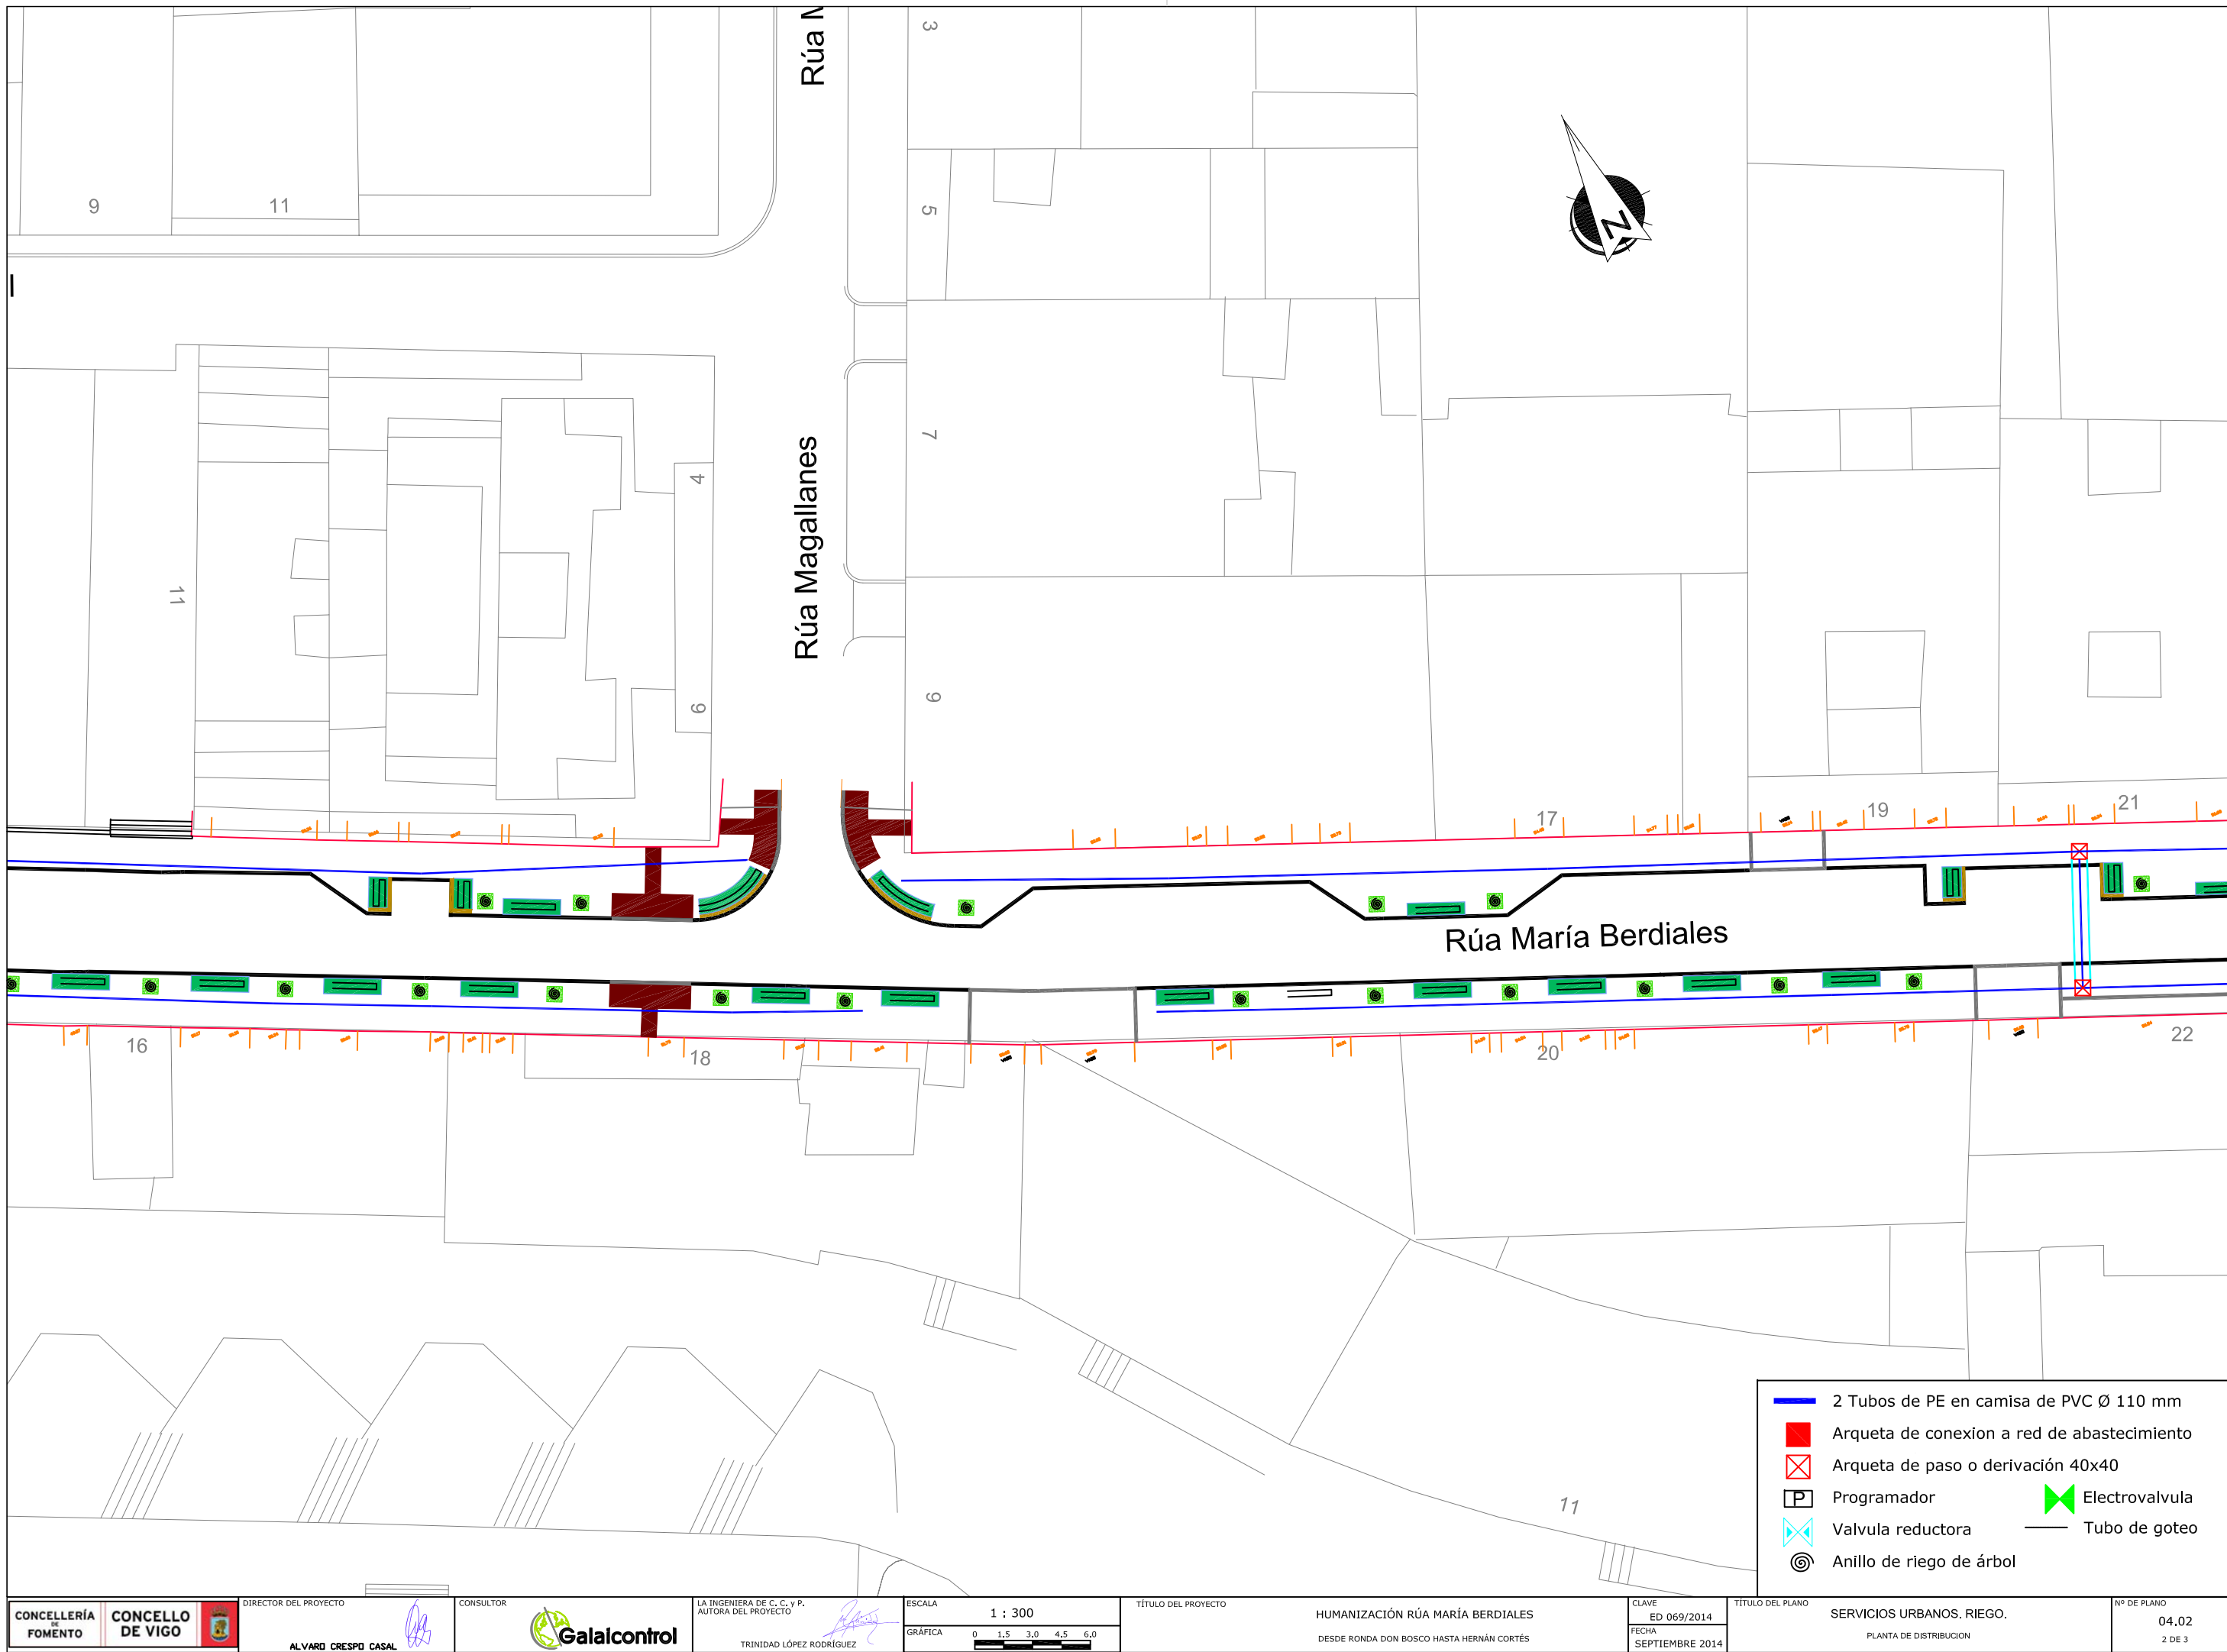 Rúa M
3
9
11
5
N
7
4
Rúa Magallanes
11
6
9
17
19
21
Rúa María Berdiales
16
18
20
22
11
2 Tubos de PE en camisa de PVC Ø 110 mm
Arqueta de conexion a red de abastecimiento
Arqueta de paso o derivación 40x40
P Programador
Electrovalvula
Valvula reductora
Tubo de goteo
Anillo de riego de árbol
CONCELLERÍA
DE
FOMENTO
CONCELLO
DE VIGO
DIRECTOR DEL PROYECTO
ALVARO CRESPO CASAL
CONSULTOR
Galaicontrol
LA INGENIERA DE C. C. y P.
AUTORA DEL PROYECTO
TRINIDAD LÓPEZ RODRÍGUEZ
ESCALA
1 : 300
GRÁFICA
0 1.5 3.0 4.5 6.0
TÍTULO DEL PROYECTO
HUMANIZACIÓN RÚA MARÍA BERDIALES
DESDE RONDA DON BOSCO HASTA HERNÁN CORTÉS
CLAVE
ED 069/2014
FECHA
SEPTIEMBRE 2014
TÍTULO DEL PLANO
SERVICIOS URBANOS. RIEGO.
PLANTA DE DISTRIBUCION
Nº DE PLANO
04.02
2 DE 3